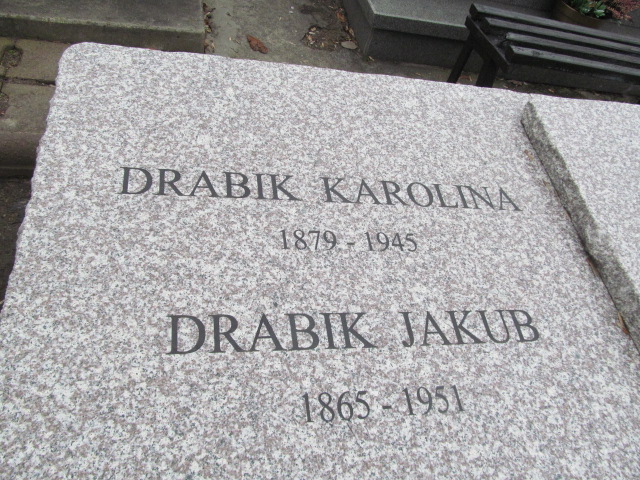 DRABIK KAROLINA
1879 - 1945
DRABIK JAKUB
1865 - 1951